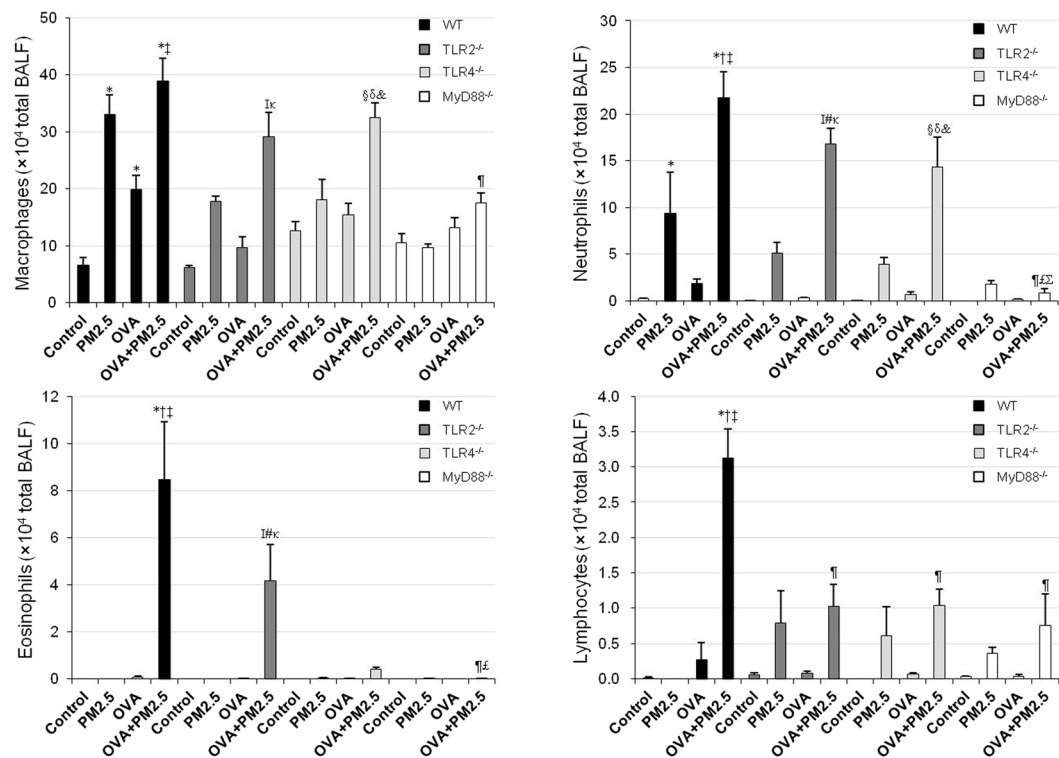 Macrophages (×10⁴ total BALF)
50
40
30
20
10
0
WT
TLR2-/-
TLR4-/-
MyD88-/-
*
*
*‡
Iκ
§δ&
¶
Control
PM2.5
OVA
OVA+PM2.5
Control
PM2.5
OVA
OVA+PM2.5
Control
PM2.5
OVA
OVA+PM2.5
Control
PM2.5
OVA
OVA+PM2.5
Neutrophils (×10⁴ total BALF)
30
25
20
15
10
5
0
WT
TLR2-/-
TLR4-/-
MyD88-/-
*
*†‡
I#κ
§δ&
¶£Σ
Control
PM2.5
OVA
OVA+PM2.5
Control
PM2.5
OVA
OVA+PM2.5
Control
PM2.5
OVA
OVA+PM2.5
Control
PM2.5
OVA
OVA+PM2.5
Eosinophils (×10⁴ total BALF)
12
10
8
6
4
2
0
WT
TLR2-/-
TLR4-/-
MyD88-/-
*†‡
I#κ
¶£
Control
PM2.5
OVA
OVA+PM2.5
Control
PM2.5
OVA
OVA+PM2.5
Control
PM2.5
OVA
OVA+PM2.5
Control
PM2.5
OVA
OVA+PM2.5
Lymphocytes (×10⁴ total BALF)
4.0
3.5
3.0
2.5
2.0
1.5
1.0
0.5
0.0
WT
TLR2-/-
TLR4-/-
MyD88-/-
*†‡
¶
¶
¶
Control
PM2.5
OVA
OVA+PM2.5
Control
PM2.5
OVA
OVA+PM2.5
Control
PM2.5
OVA
OVA+PM2.5
Control
PM2.5
OVA
OVA+PM2.5